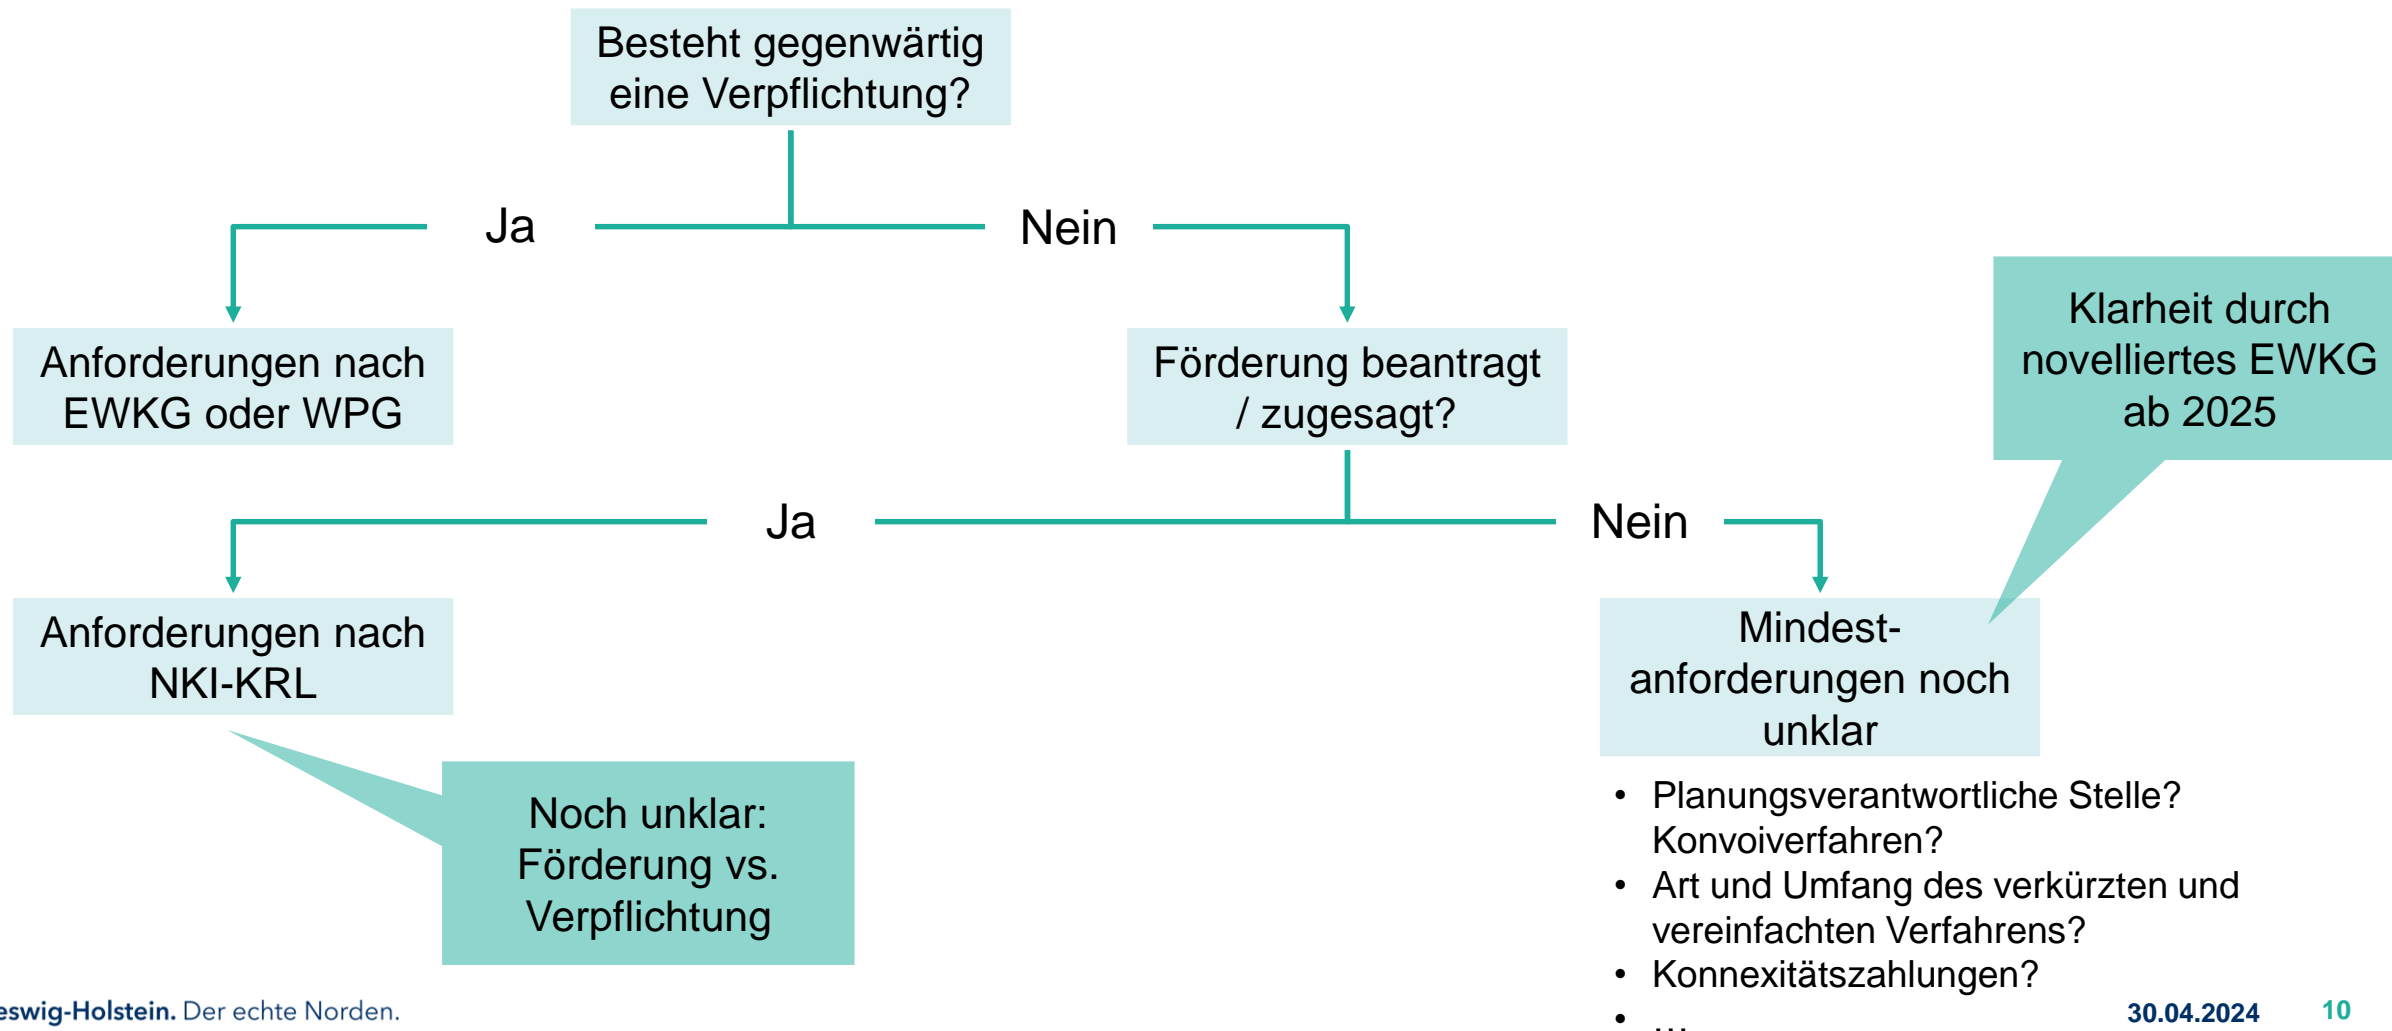 Besteht gegenwärtig
eine Verpflichtung?
Ja
Nein
Anforderungen nach
EWKG oder WPG
Förderung beantragt
/ zugesagt?
Klarheit durch
novelliertes EWKG
ab 2025
Ja
Nein
Anforderungen nach
NKI-KRL
Mindest-
anforderungen noch
unklar
Noch unklar:
Förderung vs.
Verpflichtung
• Planungsverantwortliche Stelle?
Konvoiverfahren?
• Art und Umfang des verkürzten und
vereinfachten Verfahrens?
• Konnexitätszahlungen?
• ...
eswig-Holstein. Der echte Norden.
30.04.2024 10